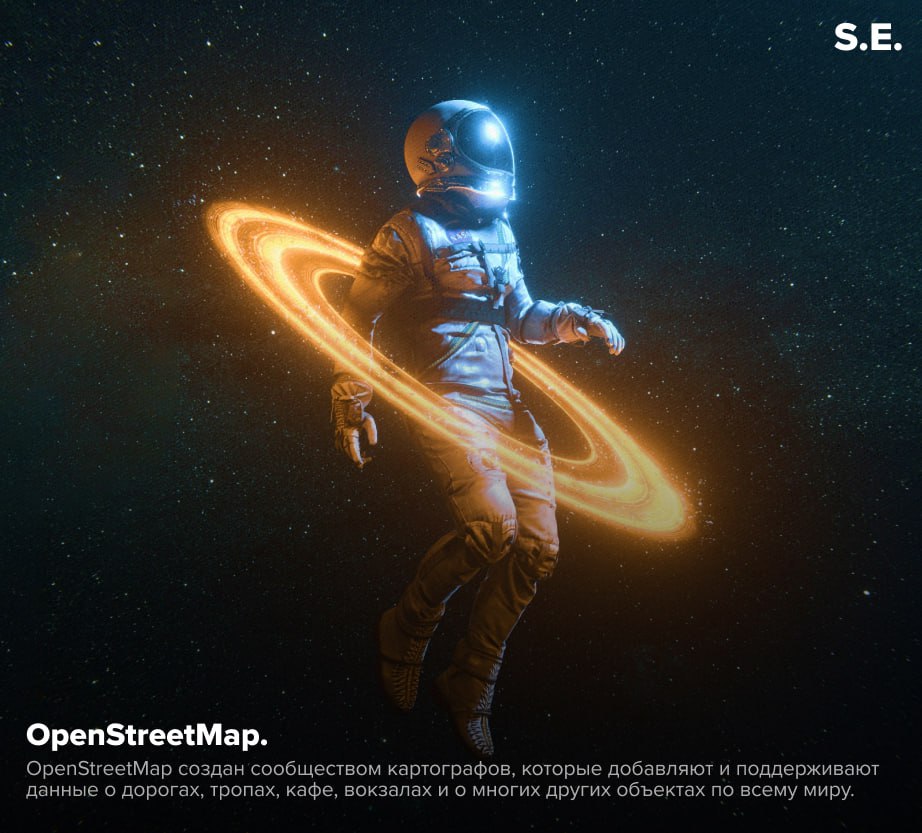 S.E.
OpenStreetMap.
OpenStreetMap создан сообществом картографов, которые добавляют и поддерживают
данные о дорогах, тропах, кафе, вокзалах и о многих других объектах по всему миру.